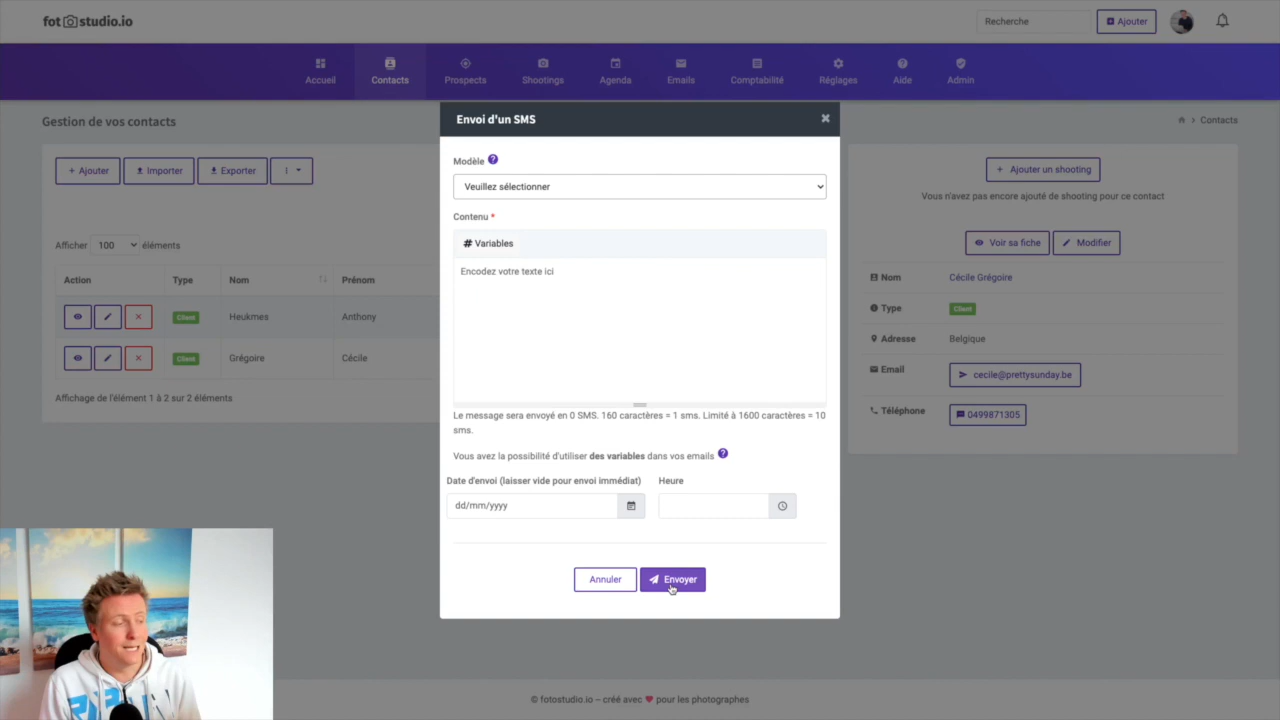 fotostudio.io
Recherche
Ajouter
Accueil
Contacts
Prospects
Shootings
Agenda
Emails
Comptabilité
Réglages
Aide
Admin
Gestion de vos contacts
> Contacts
+ Ajouter
Importer
Exporter
Afficher 100 éléments
Action Type Nom Prénom
Client Heukmes Anthony
Client Grégoire Cécile
Affichage de l'élément 1 à 2 sur 2 éléments
Envoi d'un SMS
Modèle ?
Veuillez sélectionner
Contenu *
# Variables
Encodez votre texte ici
Le message sera envoyé en 0 SMS. 160 caractères = 1 sms. Limité à 1600 caractères = 10
sms.
Vous avez la possibilité d'utiliser des variables dans vos emails ?
Date d'envoi (laisser vide pour envoi immédiat) Heure
dd/mm/yyyy
Annuler
Envoyer
+ Ajouter un shooting
Vous n'avez pas encore ajouté de shooting pour ce contact
Voir sa fiche
Modifier
Nom Cécile Grégoire
Type Client
Adresse Belgique
Email cecile@prettysunday.be
Téléphone 0499871305
© fotostudio.io – créé avec ❤ pour les photographes